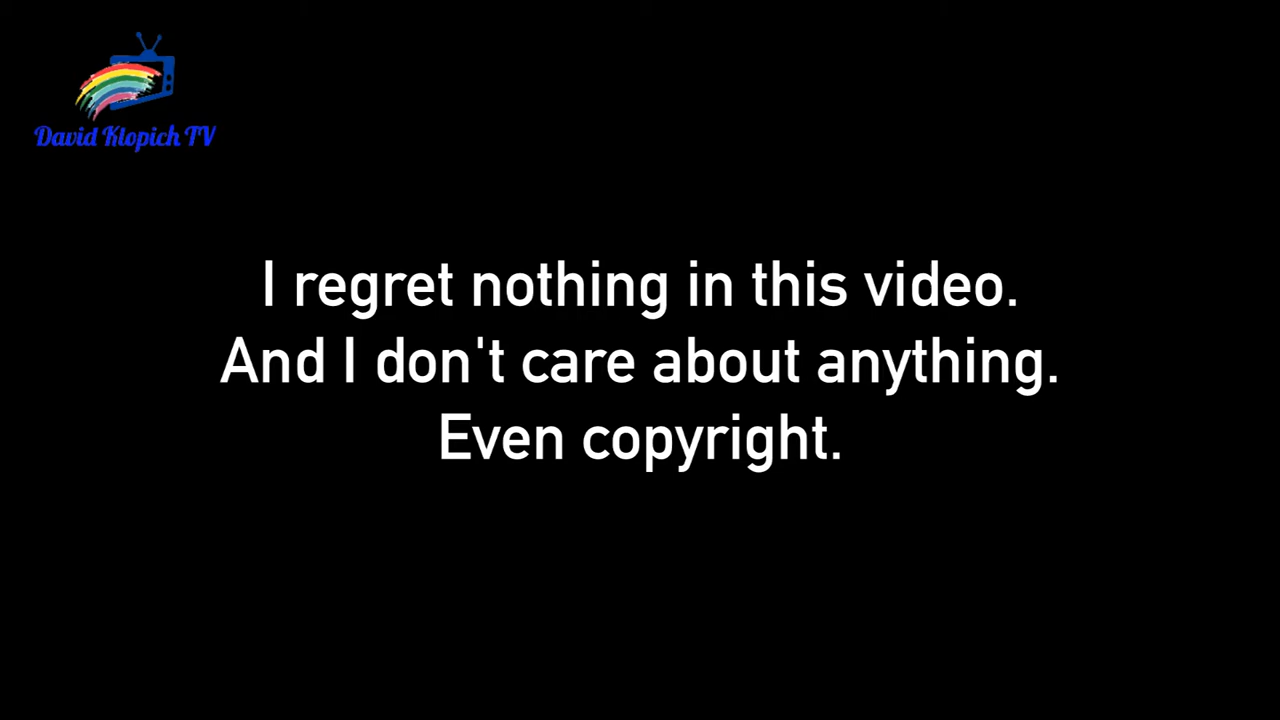 David Klopich TV
I regret nothing in this video.
And I don't care about anything.
Even copyright.